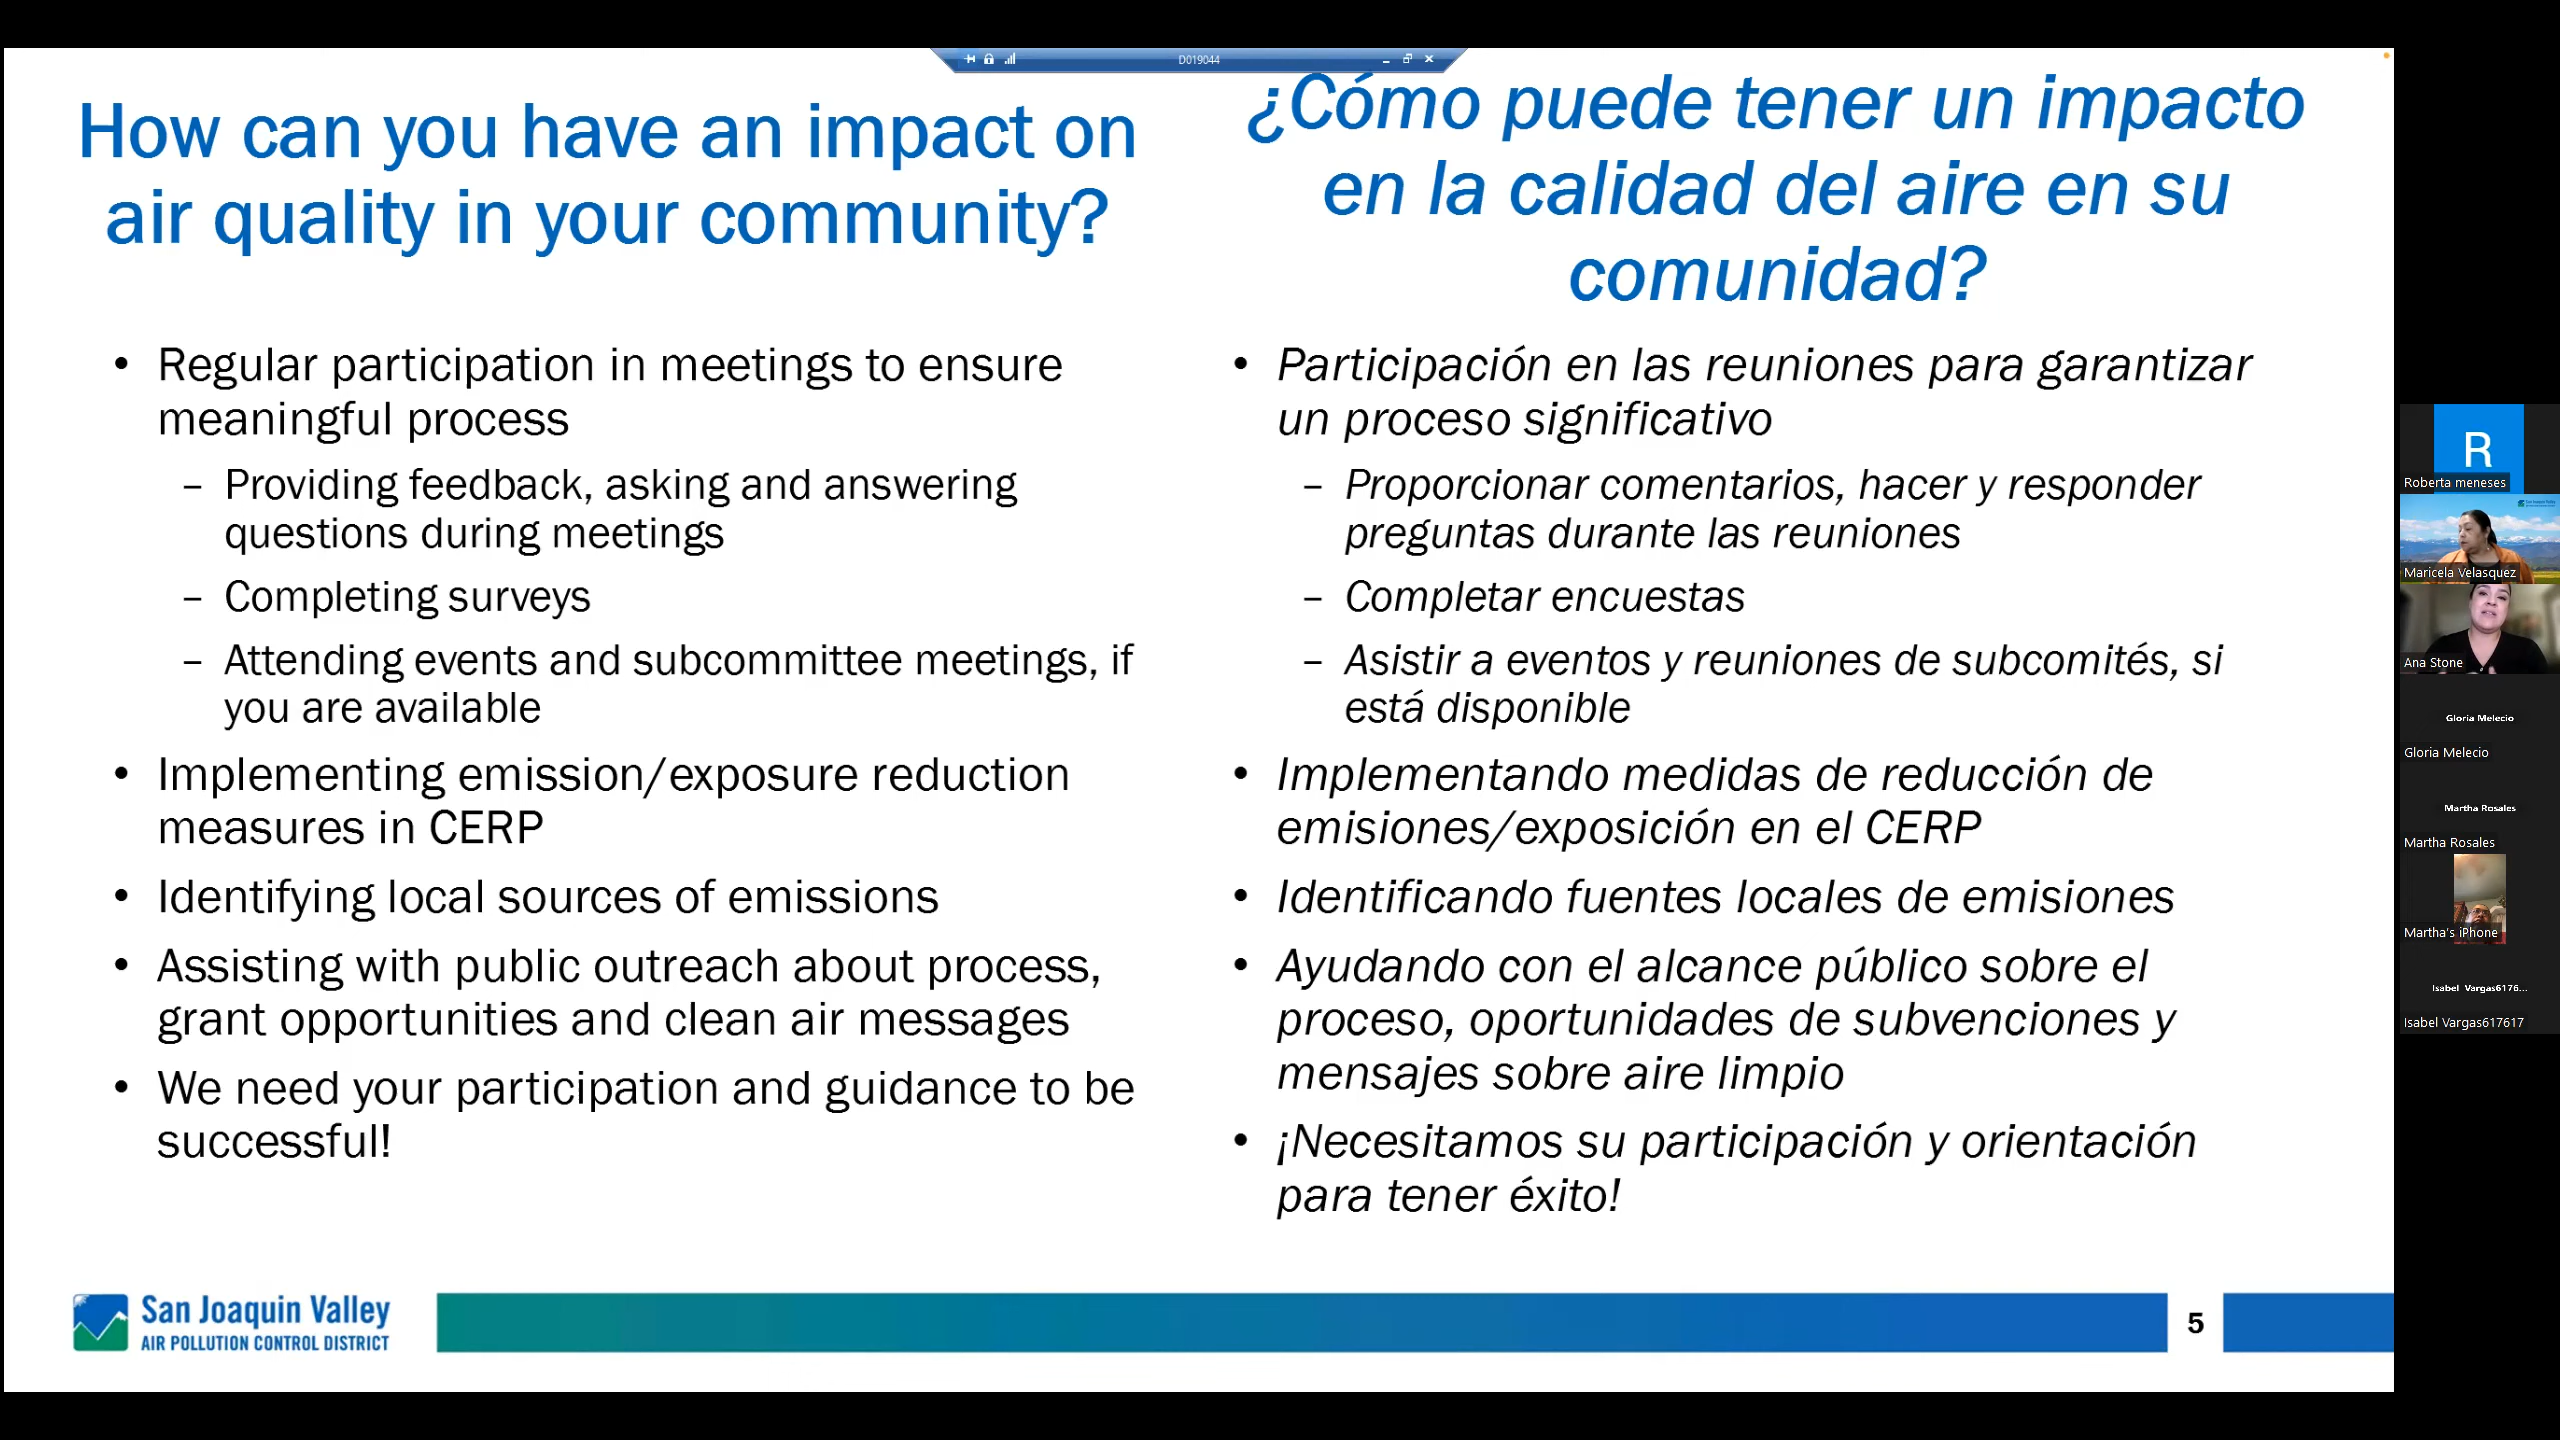 D019044
How can you have an impact on
air quality in your community?
• Regular participation in meetings to ensure
meaningful process
– Providing feedback, asking and answering
questions during meetings
– Completing surveys
– Attending events and subcommittee meetings, if
you are available
• Implementing emission/exposure reduction
measures in CERP
• Identifying local sources of emissions
• Assisting with public outreach about process,
grant opportunities and clean air messages
• We need your participation and guidance to be
successful!
¿Cómo puede tener un impacto
en la calidad del aire en su
comunidad?
• Participación en las reuniones para garantizar
un proceso significativo
– Proporcionar comentarios, hacer y responder
preguntas durante las reuniones
– Completar encuestas
– Asistir a eventos y reuniones de subcomités, si
está disponible
• Implementando medidas de reducción de
emisiones/exposición en el CERP
• Identificando fuentes locales de emisiones
• Ayudando con el alcance público sobre el
proceso, oportunidades de subvenciones y
mensajes sobre aire limpio
• ¡Necesitamos su participación y orientación
para tener éxito!
San Joaquin Valley
AIR POLLUTION CONTROL DISTRICT
5
R
Roberta meneses
Maricela Velasquez
Ana Stone
Gloria Melecio
Gloria Melecio
Martha Rosales
Martha Rosales
Martha's iPhone
Isabel Vargas6176...
Isabel Vargas617617